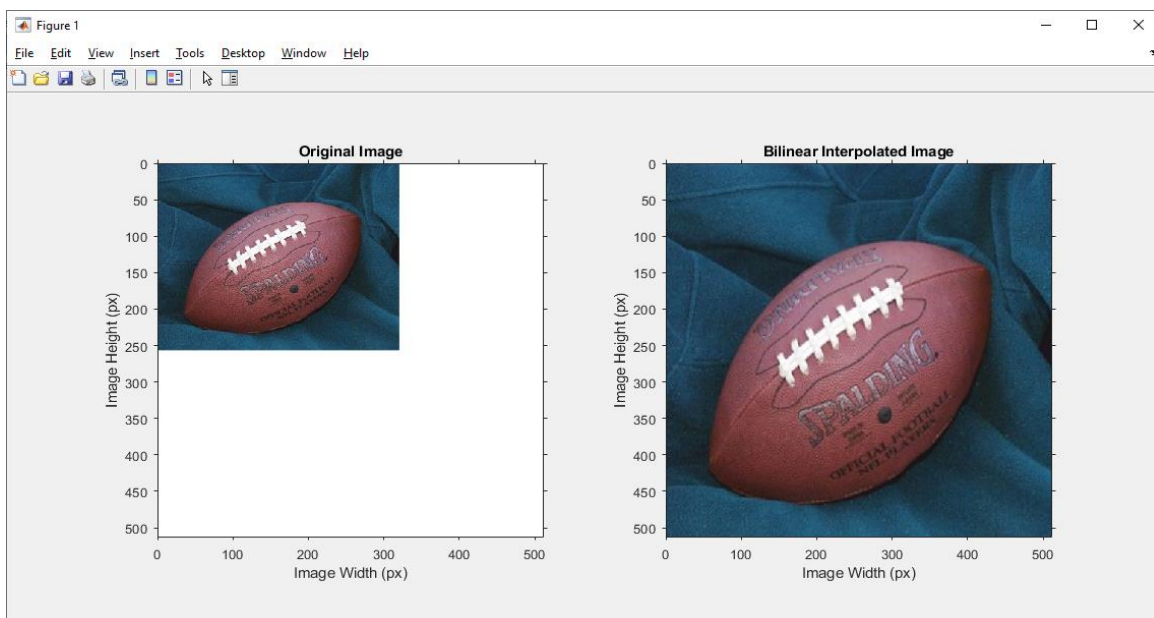 Figure 1
File Edit View Insert Tools Desktop Window Help
Original Image
0
50
100
150
200
250
300
350
400
450
500
Image Height (px)
SPALDING
0 100 200 300 400 500
Image Width (px)
Bilinear Interpolated Image
0
50
100
150
200
250
300
350
400
450
500
Image Height (px)
SPALDING
OFFICIAL FOOTBALL
NFL PLAYERS
0 100 200 300 400 500
Image Width (px)